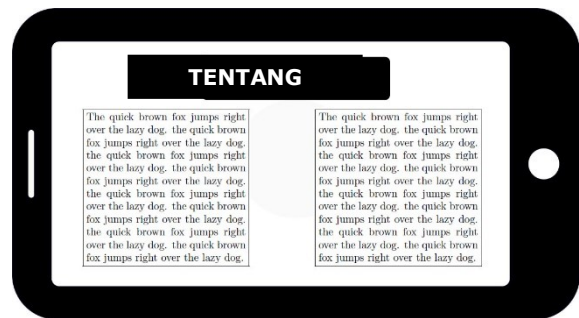 TENTANG
The quick brown fox jumps right
over the lazy dog. the quick brown
fox jumps right over the lazy dog.
the quick brown fox jumps right
over the lazy dog. the quick brown
fox jumps right over the lazy dog.
the quick brown fox jumps right
over the lazy dog. the quick brown
fox jumps right over the lazy dog.
the quick brown fox jumps right
over the lazy dog. the quick brown
fox jumps right over the lazy dog.
The quick brown fox jumps right
over the lazy dog. the quick brown
fox jumps right over the lazy dog.
the quick brown fox jumps right
over the lazy dog. the quick brown
fox jumps right over the lazy dog.
the quick brown fox jumps right
over the lazy dog. the quick brown
fox jumps right over the lazy dog.
the quick brown fox jumps right
over the lazy dog. the quick brown
fox jumps right over the lazy dog.